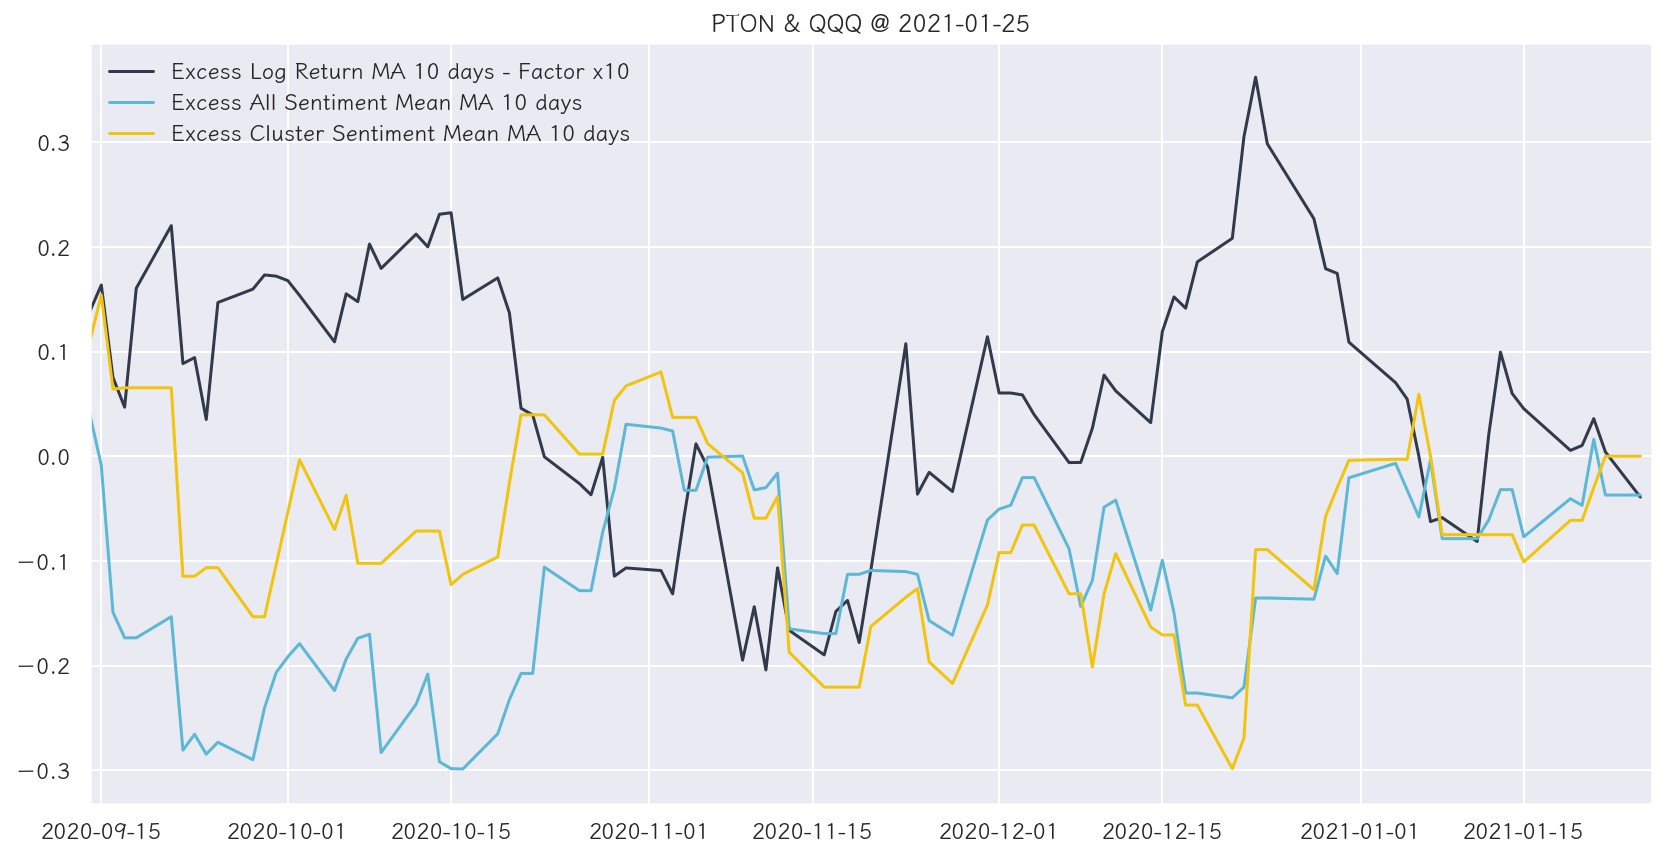 PTON & QQQ @ 2021-01-25
Excess Log Return MA 10 days - Factor x10
Excess All Sentiment Mean MA 10 days
Excess Cluster Sentiment Mean MA 10 days
0.3
0.2
0.1
0.0
−0.1
−0.2
−0.3
2020-09-15 2020-10-01 2020-10-15 2020-11-01 2020-11-15 2020-12-01 2020-12-15 2021-01-01 2021-01-15